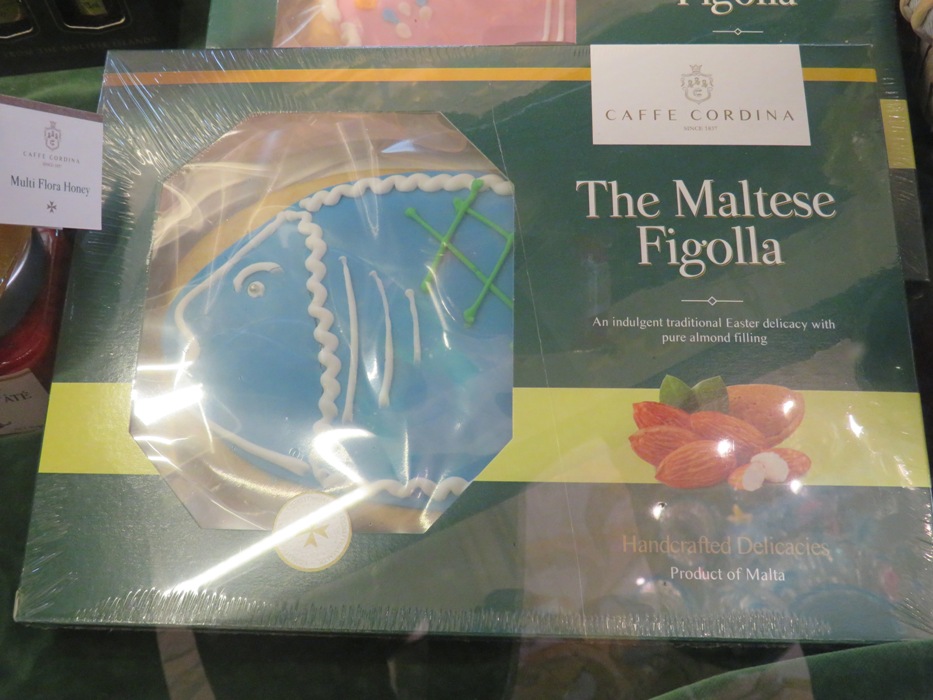 Figolla
CAFFE CORDINA
SINCE 1837
CAFFE CORDINA
Multi Flora Honey
The Maltese
Figolla
An indulgent traditional Easter delicacy with
pure almond filling
Handcrafted Delicacies
Product of Malta
ATÉ